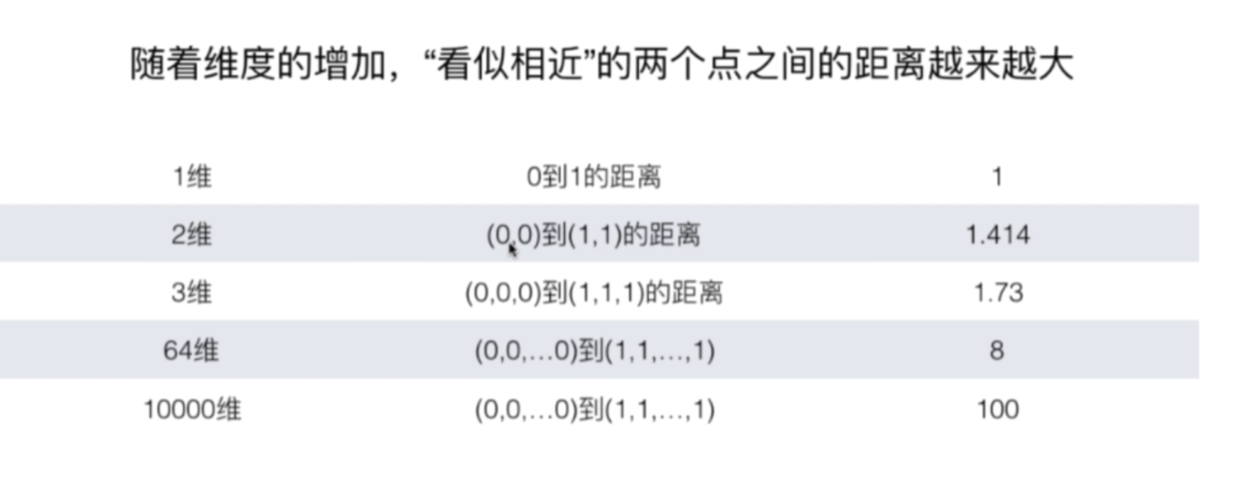 随着维度的增加，“看似相近”的两个点之间的距离越来越大
1维 0到1的距离 1
2维 (0,0)到(1,1)的距离 1.414
3维 (0,0,0)到(1,1,1)的距离 1.73
64维 (0,0,…0)到(1,1,…,1) 8
10000维 (0,0,…0)到(1,1,…,1) 100